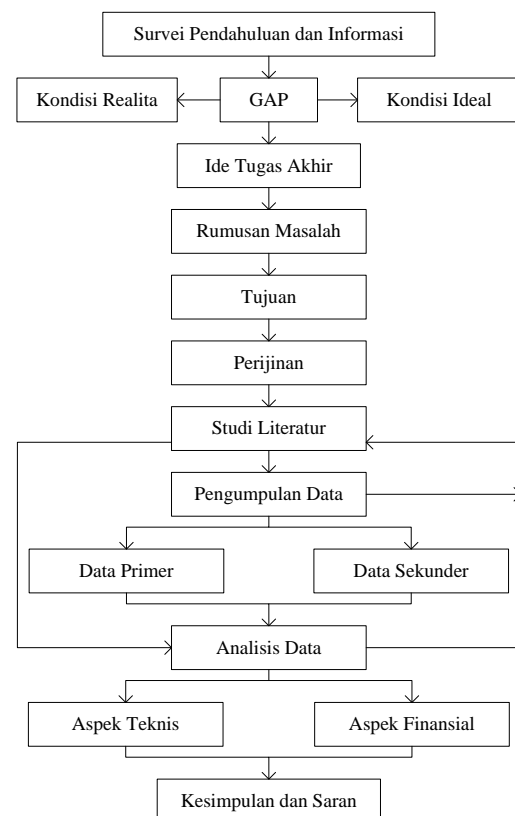 Survei Pendahuluan dan Informasi
Kondisi Realita
GAP
Kondisi Ideal
Ide Tugas Akhir
Rumusan Masalah
Tujuan
Perijinan
Studi Literatur
Pengumpulan Data
Data Primer
Data Sekunder
Analisis Data
Aspek Teknis
Aspek Finansial
Kesimpulan dan Saran